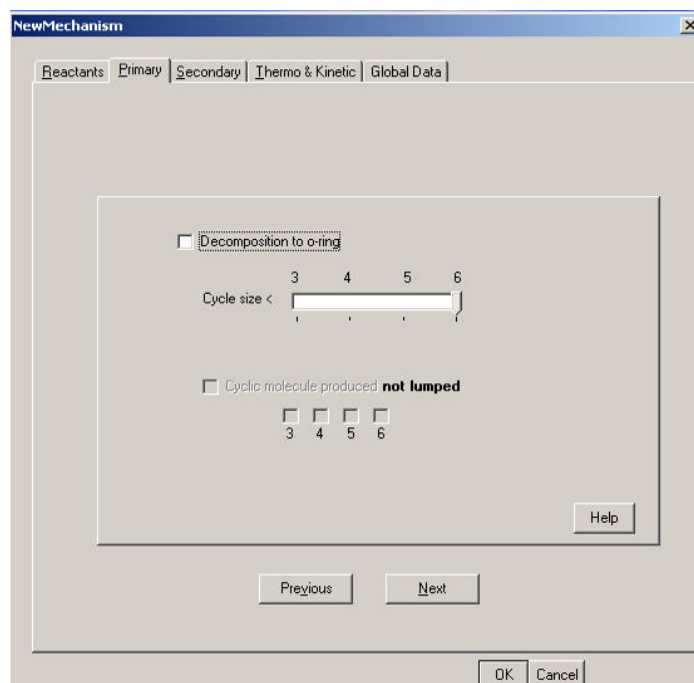 NewMechanism
Reactants Primary Secondary Thermo & Kinetic Global Data
Decomposition to o-ring
3 4 5 6
Cycle size <
Cyclic molecule produced not lumped
3 4 5 6
Help
Previous Next
OK Cancel